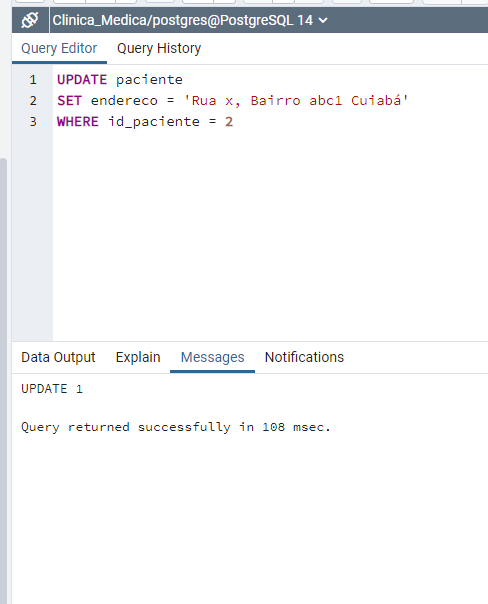 Clinica_Medica/postgres@PostgreSQL 14
Query Editor Query History
1 UPDATE paciente
2 SET endereco = 'Rua x, Bairro abc1 Cuiabá'
3 WHERE id_paciente = 2
Data Output Explain Messages Notifications
UPDATE 1
Query returned successfully in 108 msec.